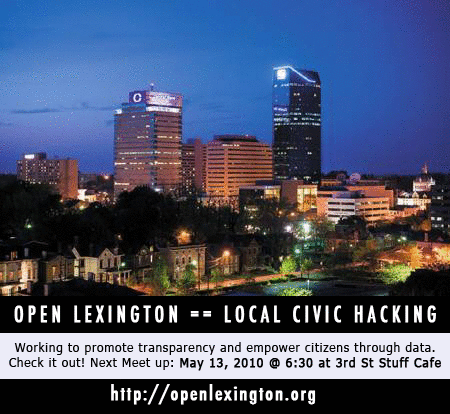 OPEN LEXINGTON == LOCAL CIVIC HACKING
Working to promote transparency and empower citizens through data.
Check it out! Next Meet up: May 13, 2010 @ 6:30 at 3rd St Stuff Cafe
http://openlexington.org